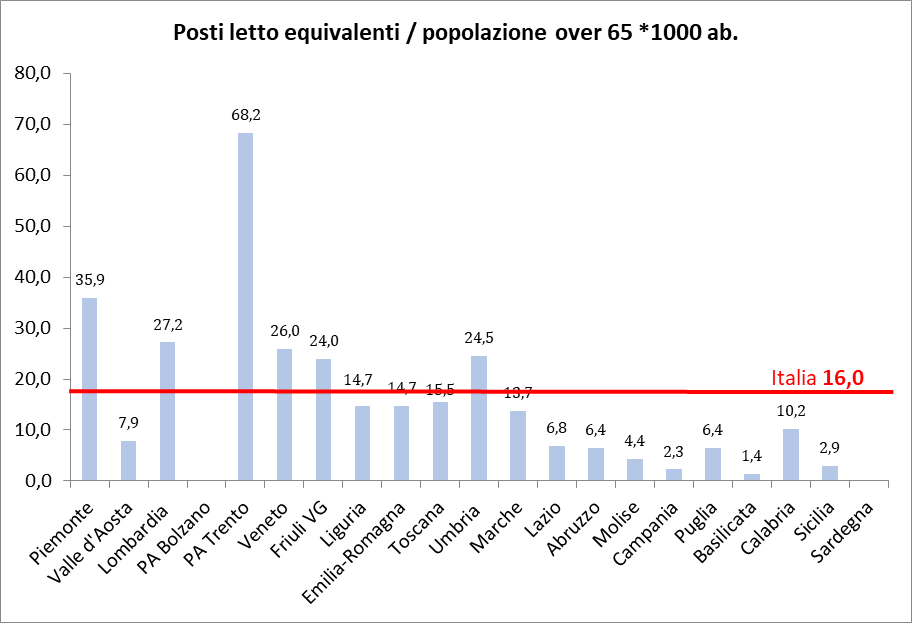 Posti letto equivalenti / popolazione over 65 *1000 ab.
80,0
70,0
60,0
50,0
40,0
30,0
20,0
10,0
0,0
35,9
7,9
27,2
68,2
26,0
24,0
14,7
14,7
15,5
24,5
13,7
6,8
6,4
4,4
2,3
6,4
1,4
10,2
2,9
Italia 16,0
Piemonte
Valle d'Aosta
Lombardia
PA Bolzano
PA Trento
Veneto
Friuli VG
Liguria
Emilia-Romagna
Toscana
Umbria
Marche
Lazio
Abruzzo
Molise
Campania
Puglia
Basilicata
Calabria
Sicilia
Sardegna